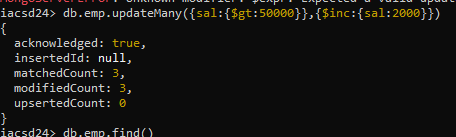 MongoServerError: Unknown modifier: $expr. Expected a valid upda
iacsd24> db.emp.updateMany({sal:{$gt:50000}},{$inc:{sal:2000}})
{
  acknowledged: true,
  insertedId: null,
  matchedCount: 3,
  modifiedCount: 3,
  upsertedCount: 0
}
iacsd24> db.emp.find()